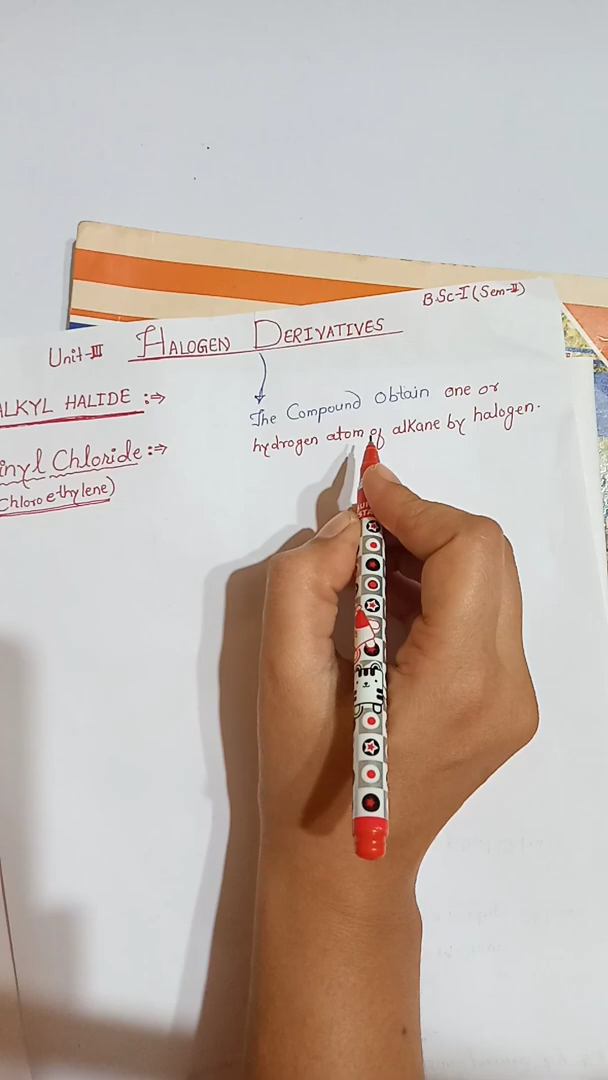 B.Sc-I (Sem-II)
Unit-III HALOGEN DERIVATIVES
ALKYL HALIDE :⇒
The Compound Obtain one or
hydrogen atom of alkane by halogen.
inyl Chloride :⇒
Chloro ethylene)